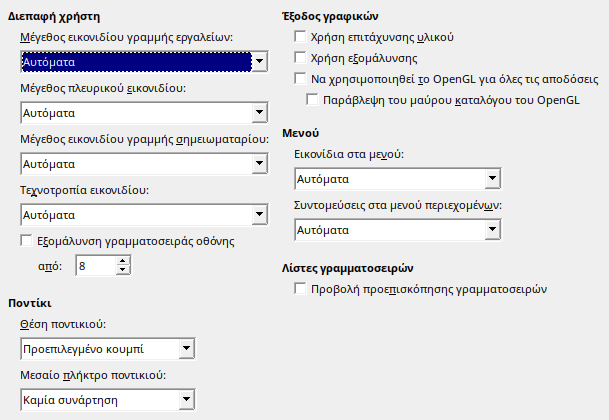 Διεπαφή χρήστη
Μέγεθος εικονιδίου γραμμής εργαλείων:
Αυτόματα
Μέγεθος πλευρικού εικονιδίου:
Αυτόματα
Μέγεθος εικονιδίου γραμμής σημειωματαρίου:
Αυτόματα
Τεχνοτροπία εικονιδίου:
Αυτόματα
Εξομάλυνση γραμματοσειράς οθόνης
από: 8
Ποντίκι
Θέση ποντικιού:
Προεπιλεγμένο κουμπί
Μεσαίο πλήκτρο ποντικιού:
Καμία συνάρτηση
Έξοδος γραφικών
Χρήση επιτάχυνσης υλικού
Χρήση εξομάλυνσης
Να χρησιμοποιηθεί το OpenGL για όλες τις αποδόσεις
Παράβλεψη του μαύρου καταλόγου του OpenGL
Μενού
Εικονίδια στα μενού:
Αυτόματα
Συντομεύσεις στα μενού περιεχομένων:
Αυτόματα
Λίστες γραμματοσειρών
Προβολή προεπισκόπησης γραμματοσειρών